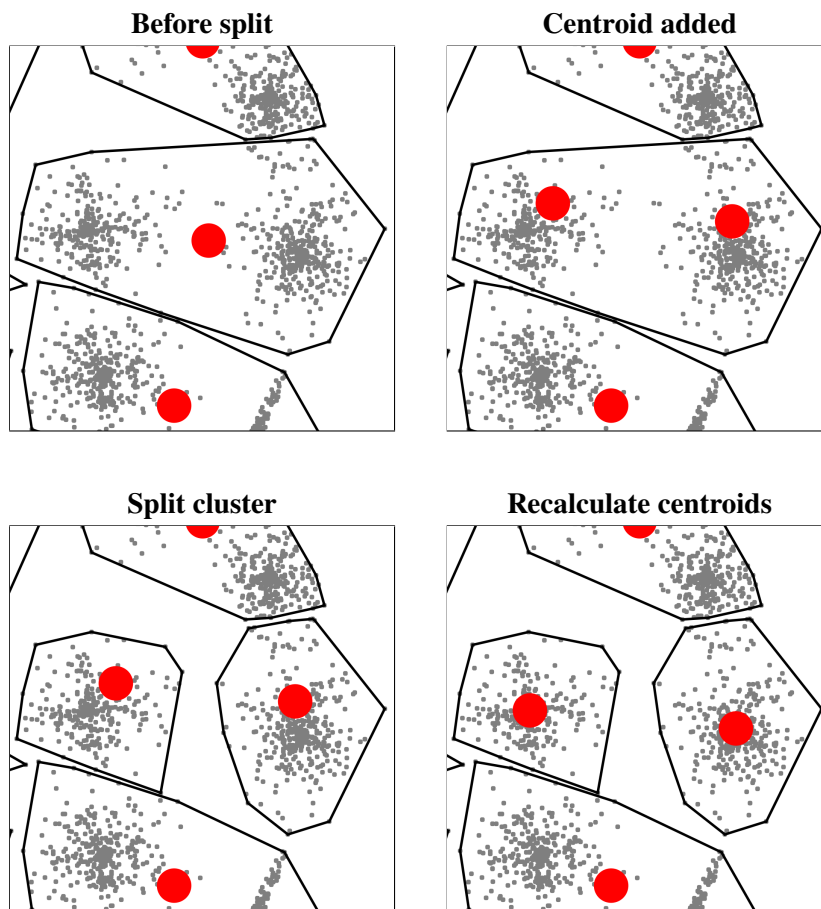 Before split
Centroid added
Split cluster
Recalculate centroids